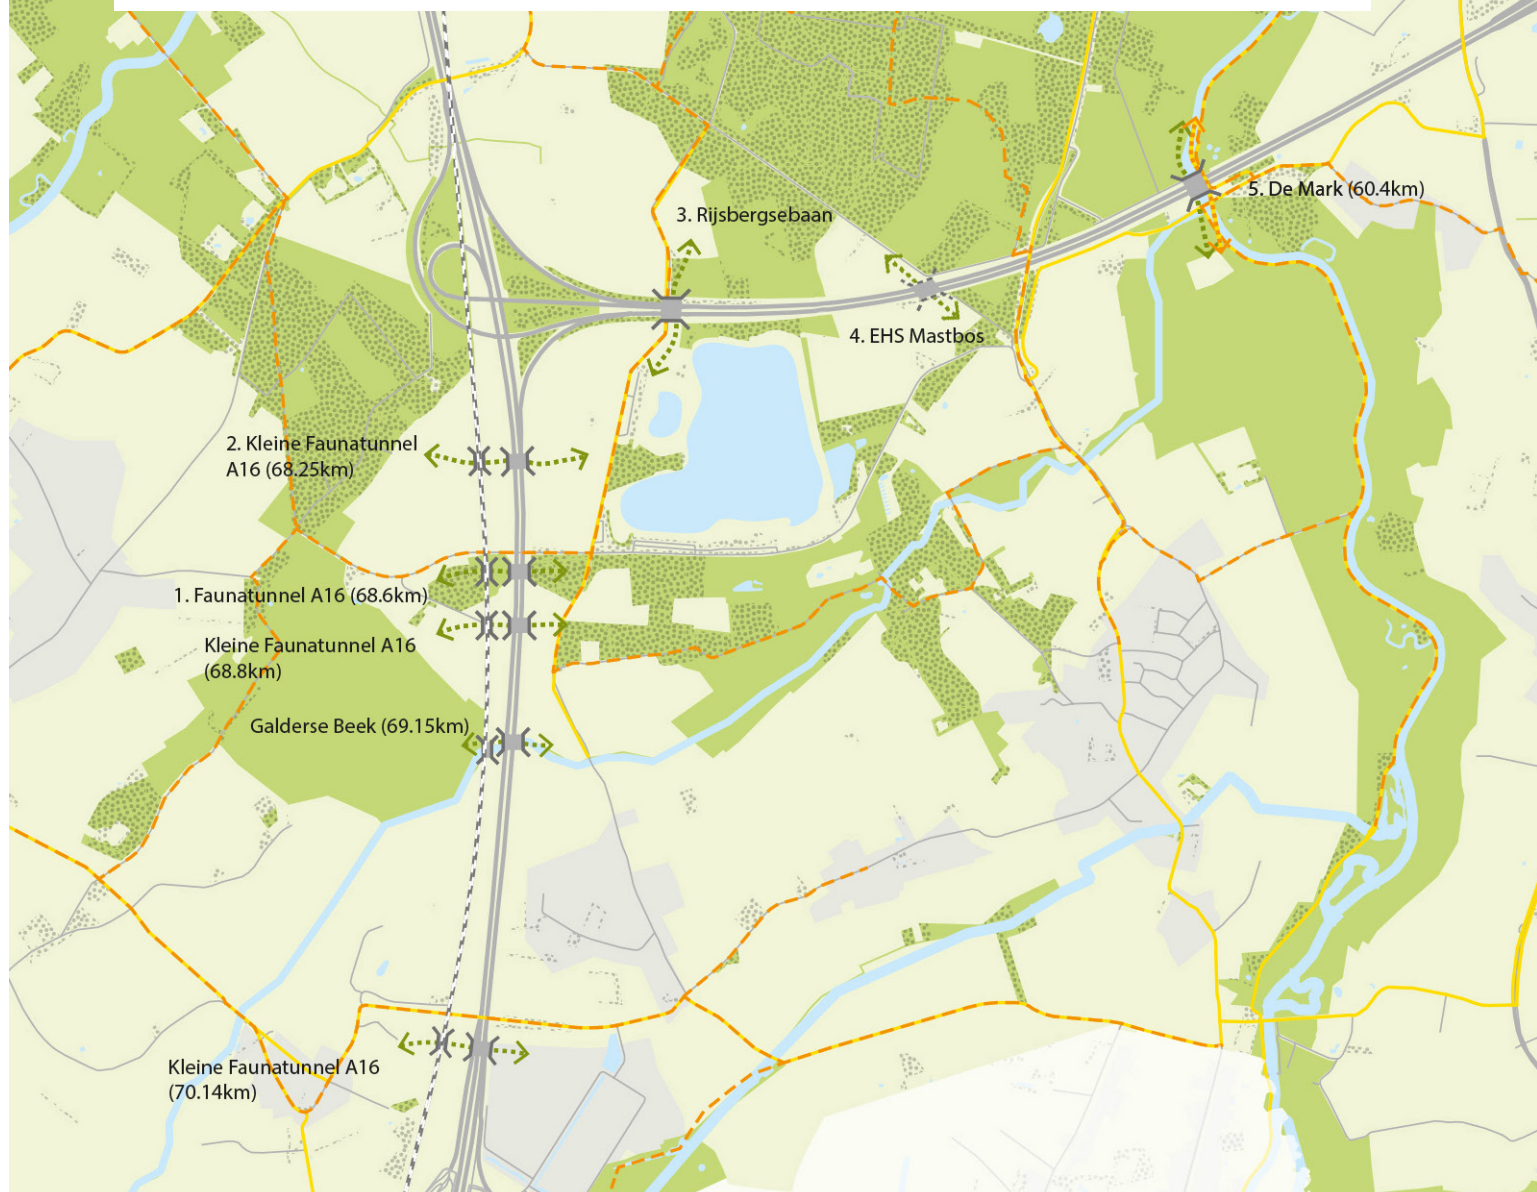 5. De Mark (60.4km)
3. Rijsbergsebaan
4. EHS Mastbos
2. Kleine Faunatunnel
A16 (68.25km)
1. Faunatunnel A16 (68.6km)
Kleine Faunatunnel A16
(68.8km)
Galderse Beek (69.15km)
Kleine Faunatunnel A16
(70.14km)